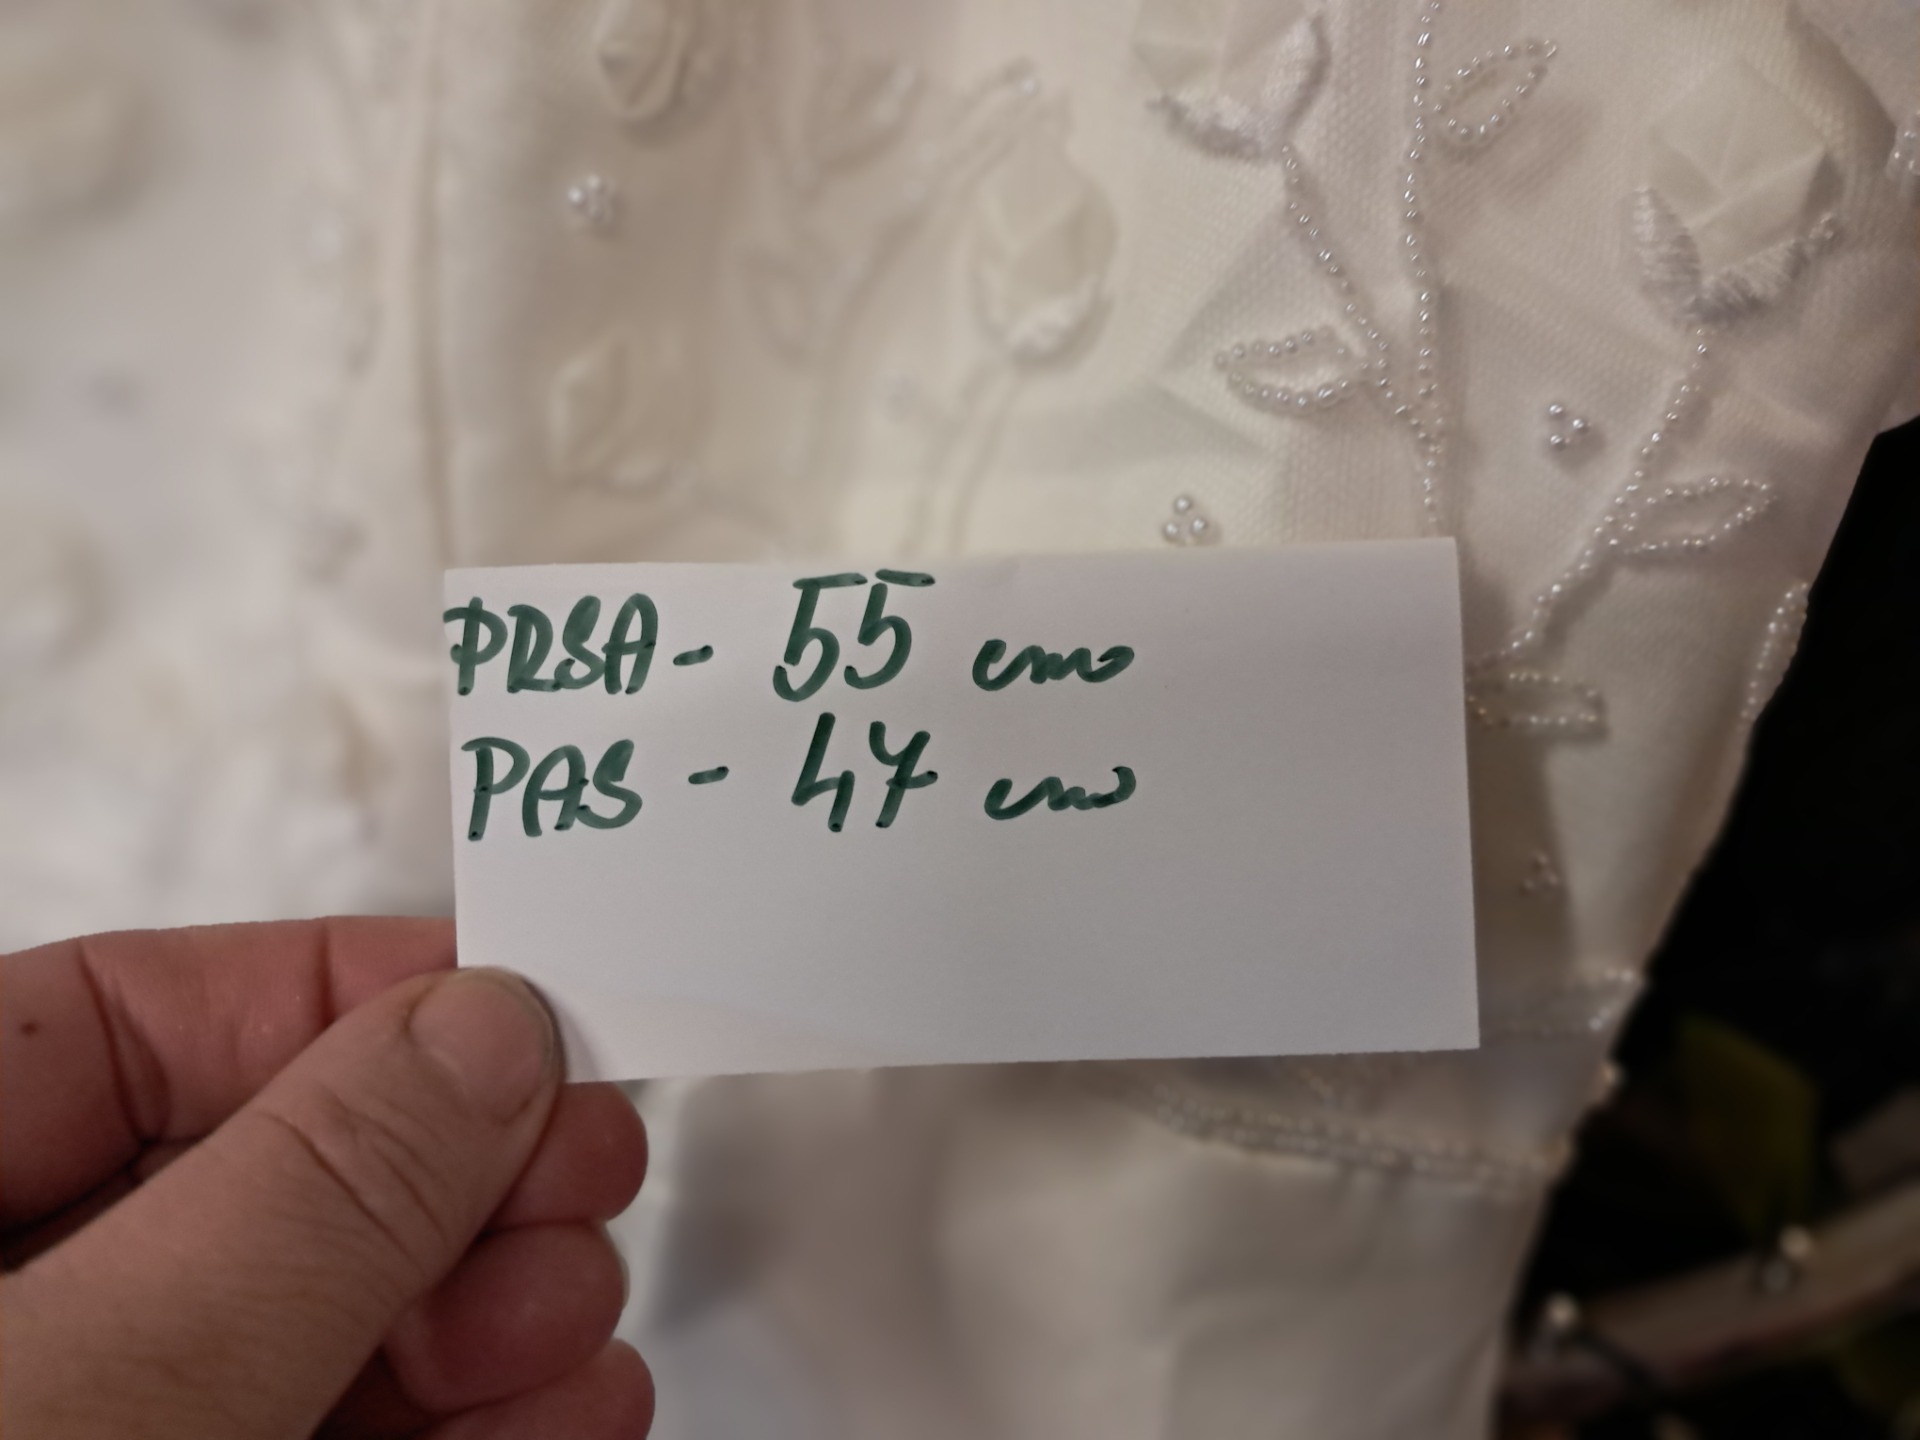 PRSA - 55 cm
PAS - 47 cm